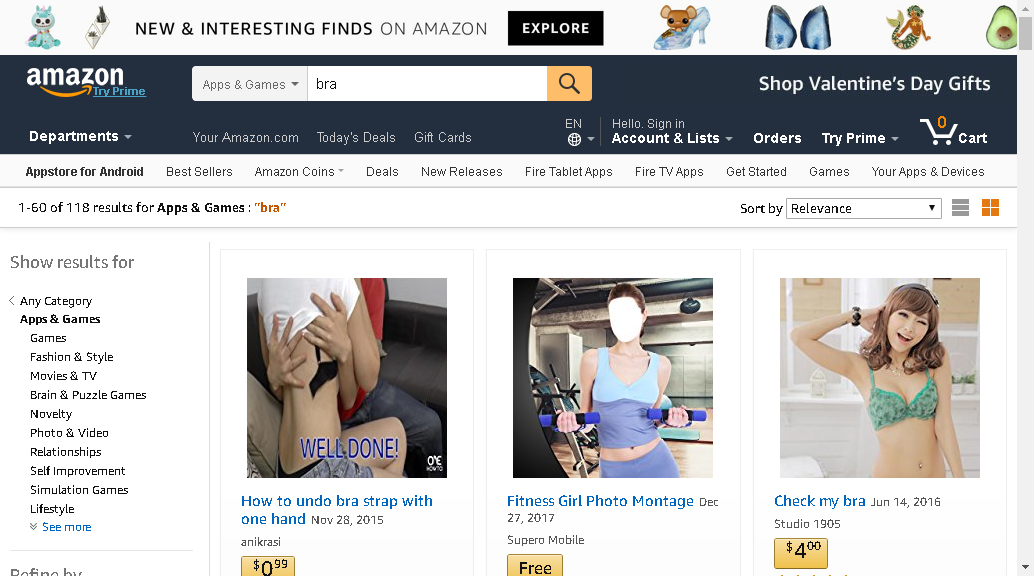 NEW & INTERESTING FINDS ON AMAZON EXPLORE
amazon
Try Prime
Apps & Games bra
Shop Valentine's Day Gifts
Departments
Your Amazon.com Today's Deals Gift Cards
EN
Hello. Sign in
Account & Lists
Orders
Try Prime
0
Cart
Appstore for Android Best Sellers Amazon Coins Deals New Releases Fire Tablet Apps Fire TV Apps Get Started Games Your Apps & Devices
1-60 of 118 results for Apps & Games : "bra"
Sort by Relevance
Show results for
Any Category
Apps & Games
Games
Fashion & Style
Movies & TV
Brain & Puzzle Games
Novelty
Photo & Video
Relationships
Self Improvement
Simulation Games
Lifestyle
See more
Refine by
WELL DONE!
HOW TO
How to undo bra strap with
one hand Nov 28, 2015
anikrasi
$0.99
Fitness Girl Photo Montage Dec
27, 2017
Supero Mobile
Free
Check my bra Jun 14, 2016
Studio 1905
$4.00